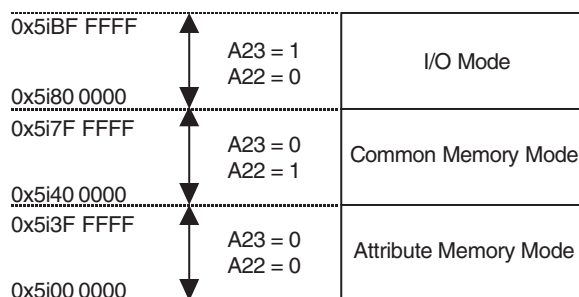 0x5iBF FFFF
A23 = 1
A22 = 0
I/O Mode
0x5i80 0000
0x5i7F FFFF
A23 = 0
A22 = 1
Common Memory Mode
0x5i40 0000
0x5i3F FFFF
A23 = 0
A22 = 0
Attribute Memory Mode
0x5i00 0000